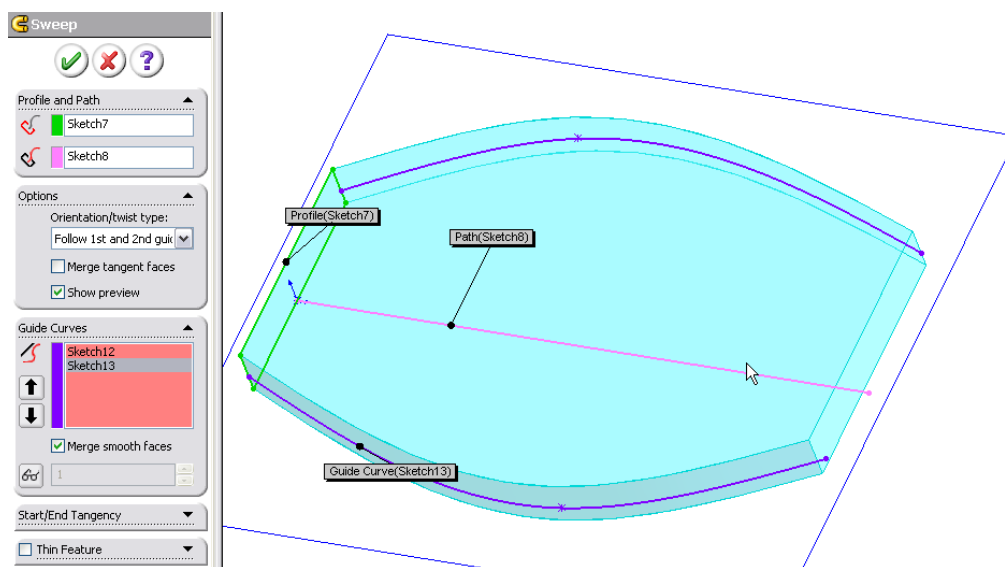 Sweep
?
Profile and Path
Sketch7
Sketch8
Options
Orientation/twist type:
Follow 1st and 2nd guid
Merge tangent faces
Show preview
Guide Curves
Sketch12
Sketch13
Merge smooth faces
1
Start/End Tangency
Thin Feature
Profile(Sketch7)
Path(Sketch8)
Guide Curve(Sketch13)